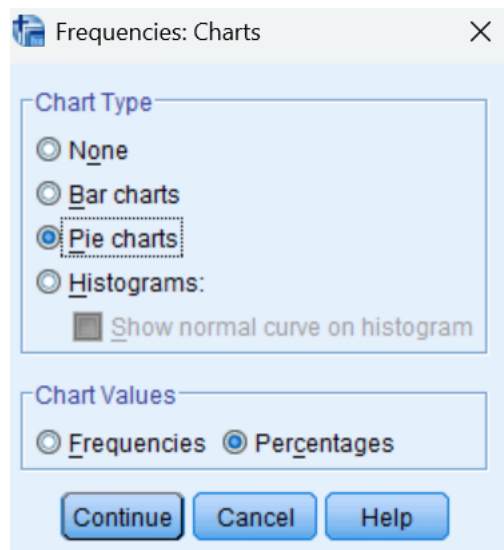 Frequencies: Charts
Chart Type
None
Bar charts
Pie charts
Histograms:
Show normal curve on histogram
Chart Values
Frequencies Percentages
Continue Cancel Help